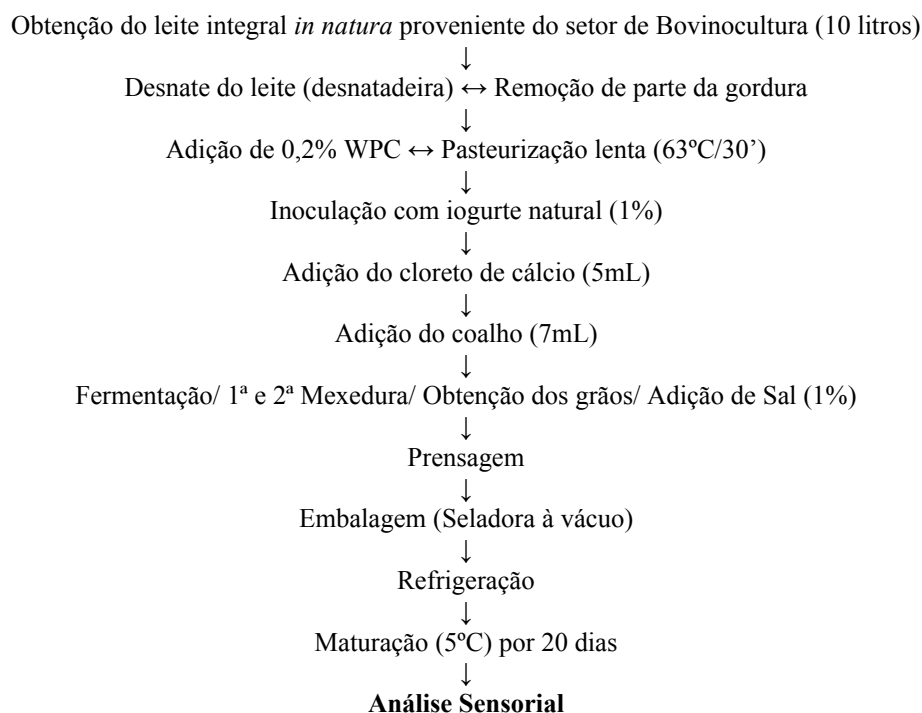 Obtenção do leite integral in natura proveniente do setor de Bovinocultura (10 litros)
↓
Desnate do leite (desnatadeira) ↔ Remoção de parte da gordura
↓
Adição de 0,2% WPC ↔ Pasteurização lenta (63ºC/30’)
↓
Inoculação com iogurte natural (1%)
↓
Adição do cloreto de cálcio (5mL)
↓
Adição do coalho (7mL)
↓
Fermentação/ 1ª e 2ª Mexedura/ Obtenção dos grãos/ Adição de Sal (1%)
↓
Prensagem
↓
Embalagem (Seladora à vácuo)
↓
Refrigeração
↓
Maturação (5ºC) por 20 dias
↓
Análise Sensorial